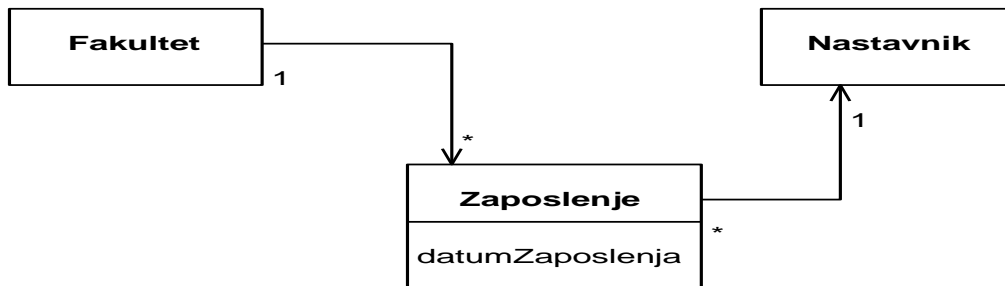 Fakultet
Nastavnik
1
1
*
Zaposlenje
*
datumZaposlenja